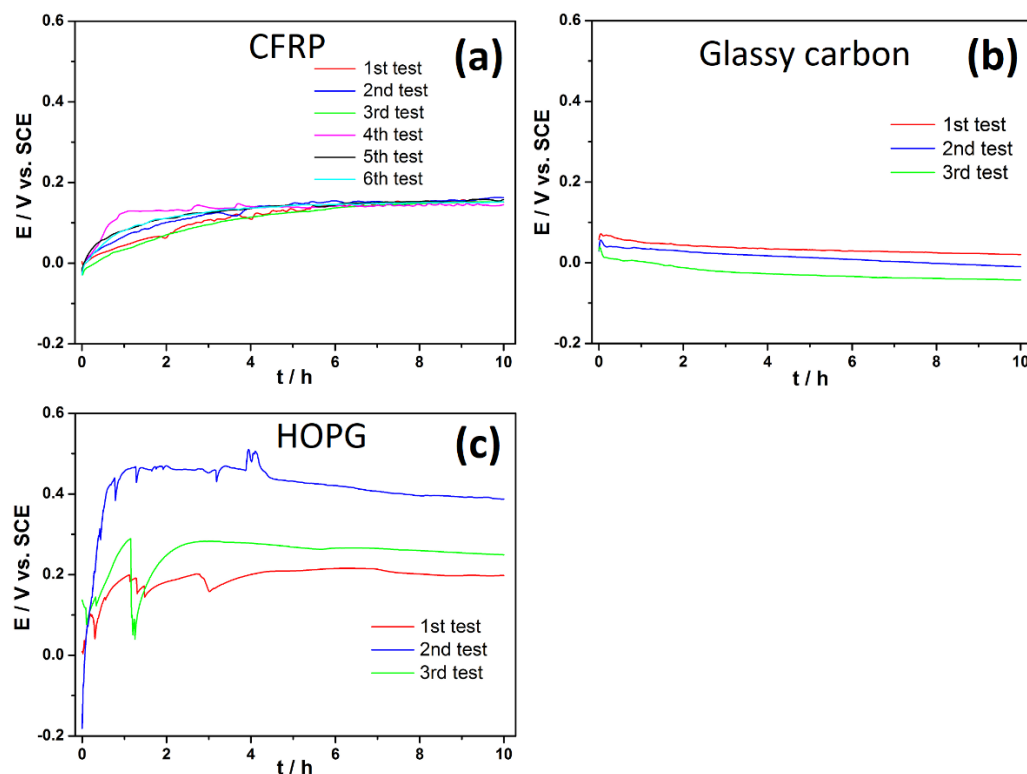 CFRP
(a)
1st test
2nd test
3rd test
4th test
5th test
6th test
E / V vs. SCE
0.6
0.4
0.2
0.0
-0.2
0 2 4 6 8 10
t / h
Glassy carbon
(b)
1st test
2nd test
3rd test
E / V vs. SCE
0.6
0.4
0.2
0.0
-0.2
0 2 4 6 8 10
t / h
HOPG
(c)
1st test
2nd test
3rd test
E / V vs. SCE
0.6
0.4
0.2
0.0
-0.2
0 2 4 6 8 10
t / h